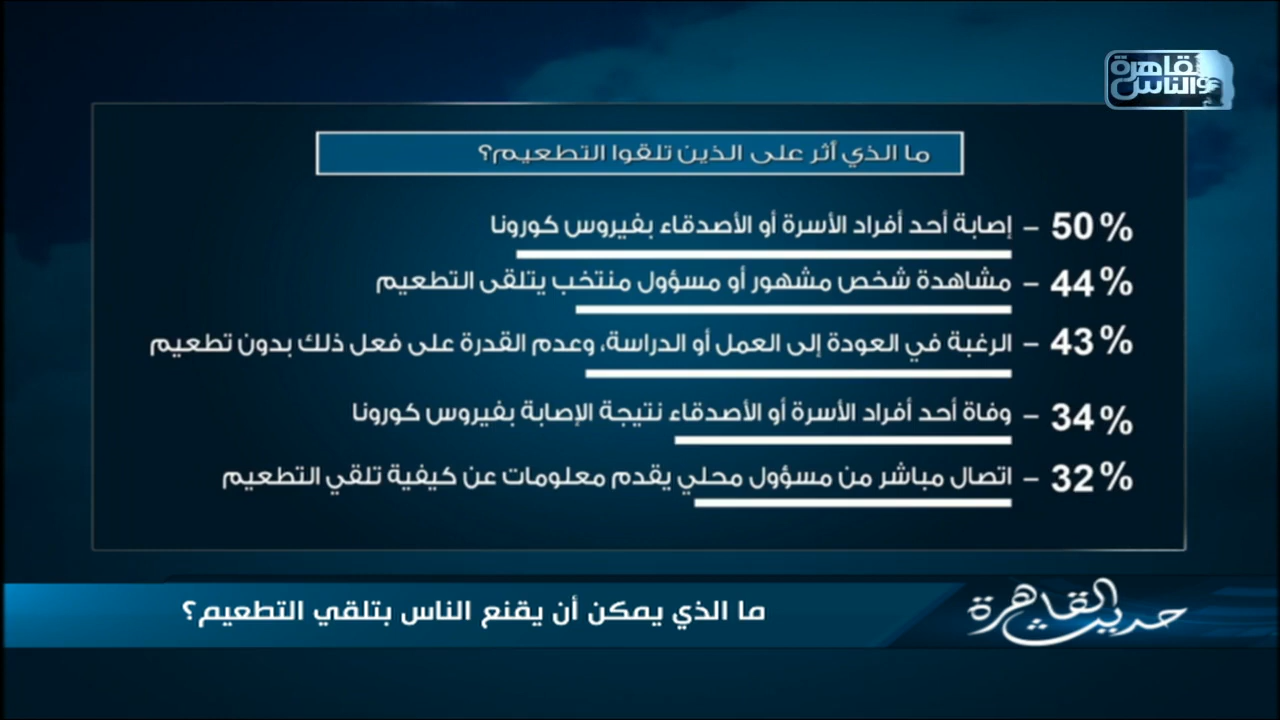 القاهرة والناس
ما الذي أثر على الذين تلقوا التطعيم؟
50% – إصابة أحد أفراد الأسرة أو الأصدقاء بفيروس كورونا
44% – مشاهدة شخص مشهور أو مسؤول منتخب يتلقى التطعيم
43% – الرغبة في العودة إلى العمل أو الدراسة، وعدم القدرة على فعل ذلك بدون تطعيم
34% – وفاة أحد أفراد الأسرة أو الأصدقاء نتيجة الإصابة بفيروس كورونا
32% – اتصال مباشر من مسؤول محلي يقدم معلومات عن كيفية تلقي التطعيم
حديث القاهرة
ما الذي يمكن أن يقنع الناس بتلقي التطعيم؟